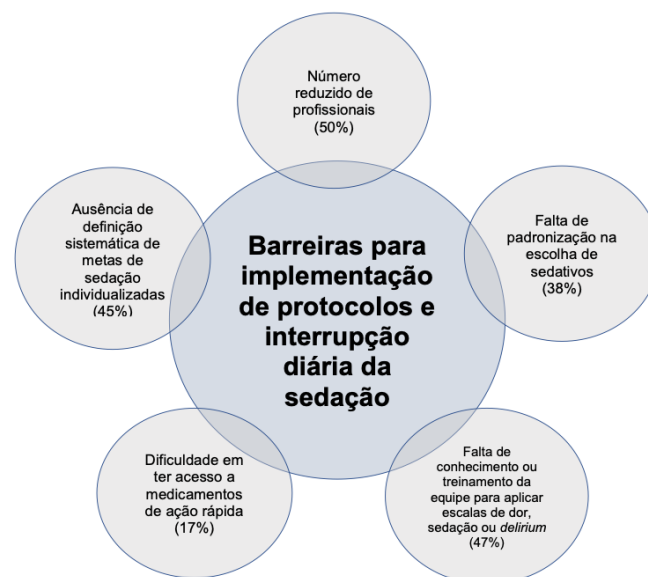 Número
reduzido de
profissionais
(50%)
Ausência de
definição
sistemática de
metas de
sedação
individualizadas
(45%)
Barreiras para
implementação
de protocolos e
interrupção
diária da
sedação
Falta de
padronização na
escolha de
sedativos
(38%)
Dificuldade em
ter acesso a
medicamentos
de ação rápida
(17%)
Falta de
conhecimento ou
treinamento da
equipe para aplicar
escalas de dor,
sedação ou delirium
(47%)